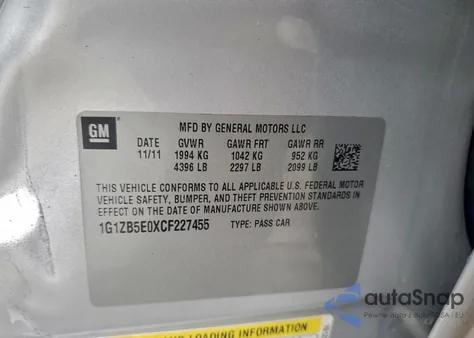 MFD BY GENERAL MOTORS LLC
GM
DATE GVWR GAWR FRT GAWR RR
11/11 1994 KG 1042 KG 952 KG
4396 LB 2297 LB 2099 LB
THIS VEHICLE CONFORMS TO ALL APPLICABLE U.S. FEDERAL MOTOR
VEHICLE SAFETY, BUMPER, AND THEFT PREVENTION STANDARDS IN
EFFECT ON THE DATE OF MANUFACTURE SHOWN ABOVE.
1G1ZB5E0XCF227455 TYPE: PASS CAR
autoSnap
AND LOADING INFORMATION